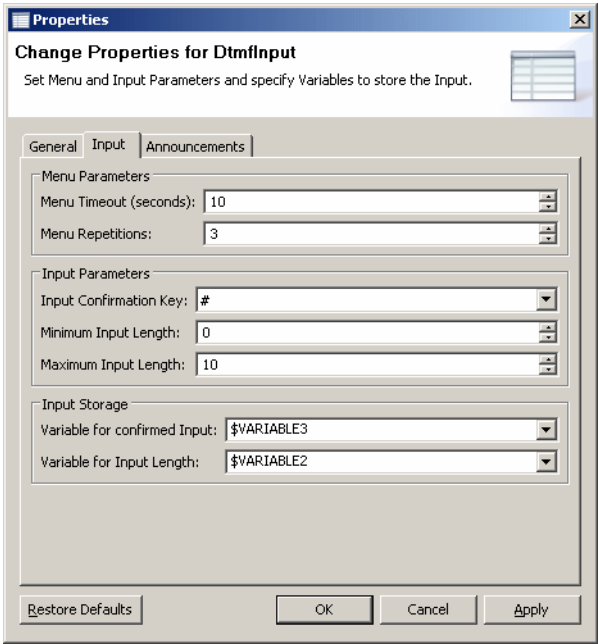 Properties
Change Properties for DtmfInput
Set Menu and Input Parameters and specify Variables to store the Input.
General Input Announcements
Menu Parameters
Menu Timeout (seconds): 10
Menu Repetitions: 3
Input Parameters
Input Confirmation Key: #
Minimum Input Length: 0
Maximum Input Length: 10
Input Storage
Variable for confirmed Input: $VARIABLE3
Variable for Input Length: $VARIABLE2
Restore Defaults OK Cancel Apply